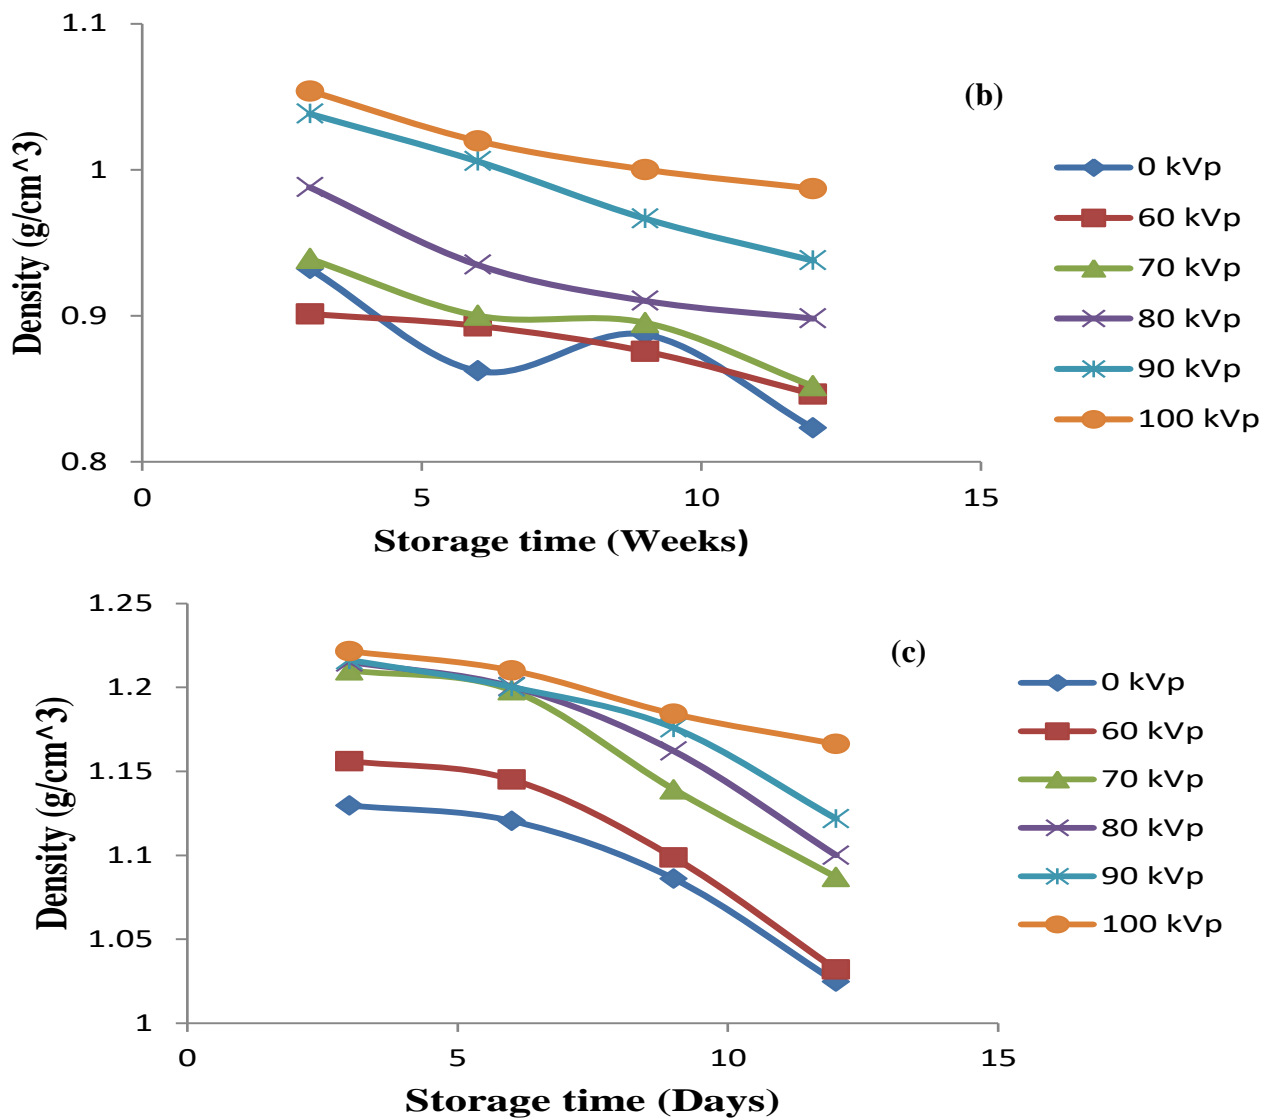 1.1
1
0.9
0.8
0
5
10
15
Density (g/cm^3)
Storage time (Weeks)
(b)
0 kVp
60 kVp
70 kVp
80 kVp
90 kVp
100 kVp
1.25
1.2
1.15
1.1
1.05
1
0
5
10
15
Density (g/cm^3)
Storage time (Days)
(c)
0 kVp
60 kVp
70 kVp
80 kVp
90 kVp
100 kVp